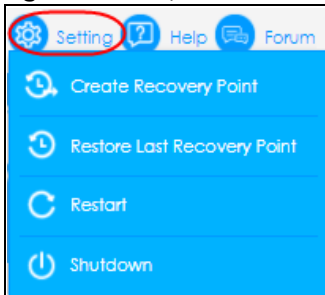 Setting Help Forum
Create Recovery Point
Restore Last Recovery Point
Restart
Shutdown